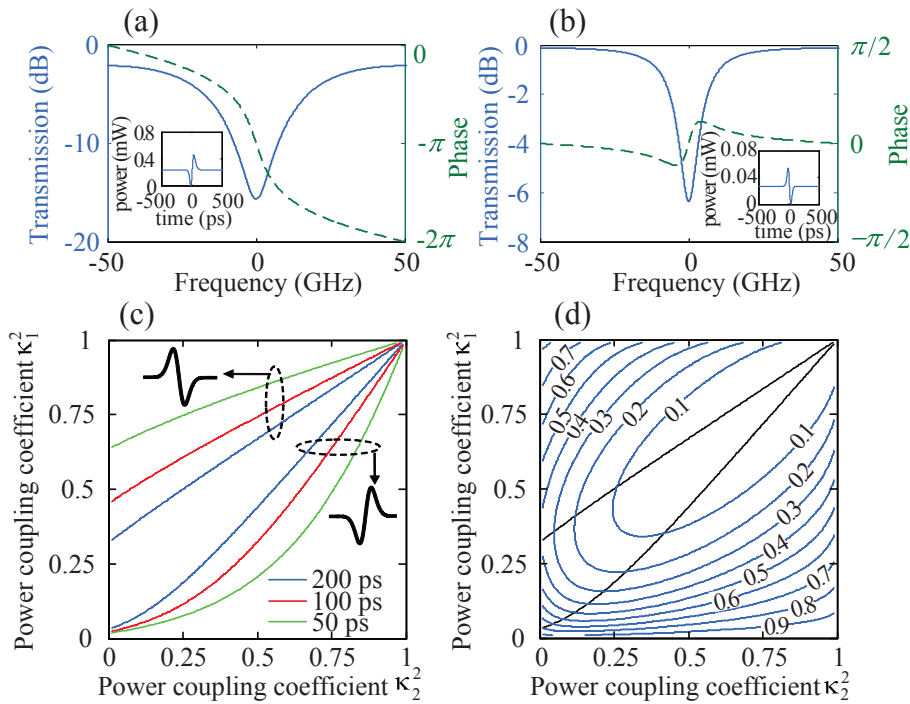 (a)
(b)
0
-10
-20
Transmission (dB)
0
-π
-2π
Phase
-50
0
50
Frequency (GHz)
0.8
0.4
0
power (mW)
-500
500
time (ps)
0
-2
-4
-6
-8
Transmission (dB)
π/2
0
-π/2
Phase
-50
0
50
Frequency (GHz)
0.08
0.04
0
power (mW)
-500
500
time (ps)
(c)
(d)
1
0.75
0.5
0.25
0
Power coupling coefficient κ₁²
200 ps
100 ps
50 ps
0
0.25
0.5
0.75
1
Power coupling coefficient κ₂²
1
0.75
0.5
0.25
0
Power coupling coefficient κ₁²
0.7
0.6
0.5
0.4
0.3
0.2
0.1
0.1
0.2
0.3
0.4
0.5
0.6
0.7
0.8
0.9
0
0.25
0.5
0.75
1
Power coupling coefficient κ₂²